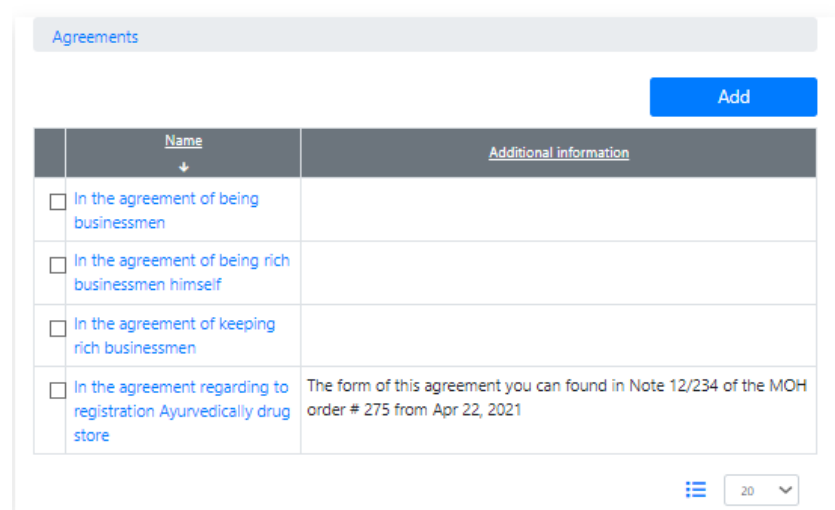 Agreements
Add
Name
Additional information
In the agreement of being
businessmen
In the agreement of being rich
businessmen himself
In the agreement of keeping
rich businessmen
In the agreement regarding to
registration Ayurvedically drug
store
The form of this agreement you can found in Note 12/234 of the MOH
order # 275 from Apr 22, 2021
20